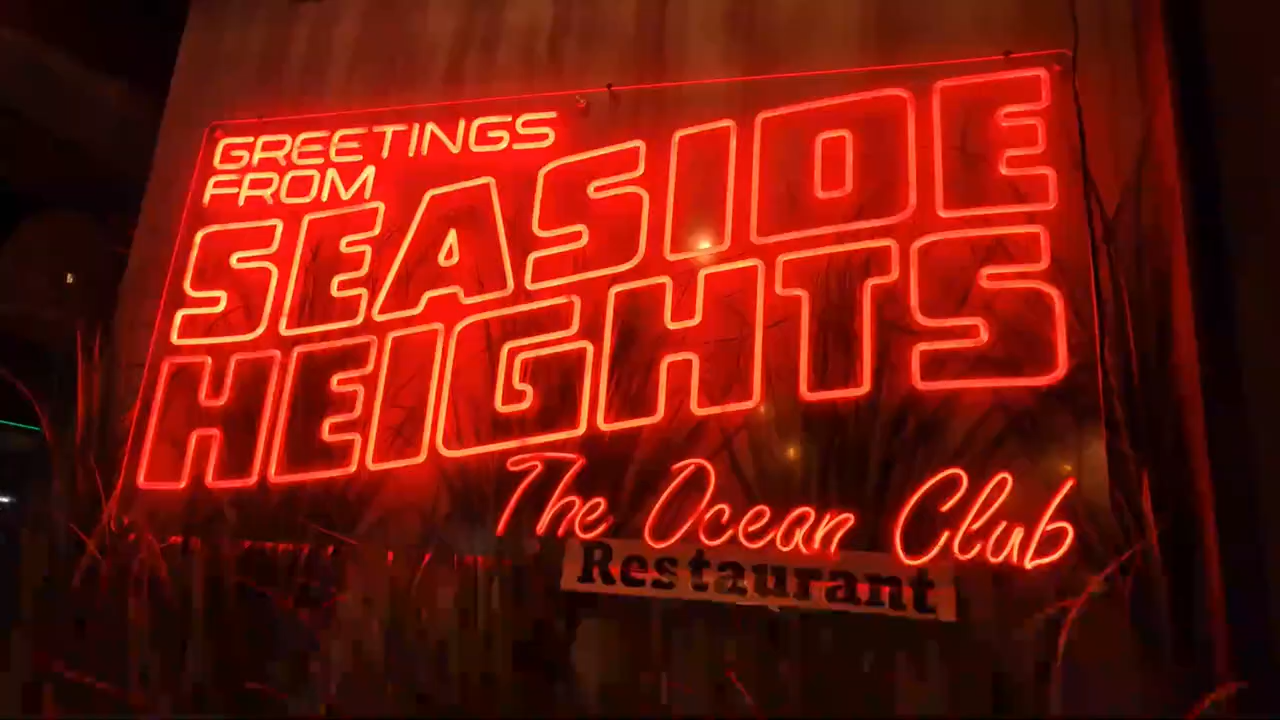 GREETINGS
FROM
SEASIDE
HEIGHTS
The Ocean Club
Restaurant